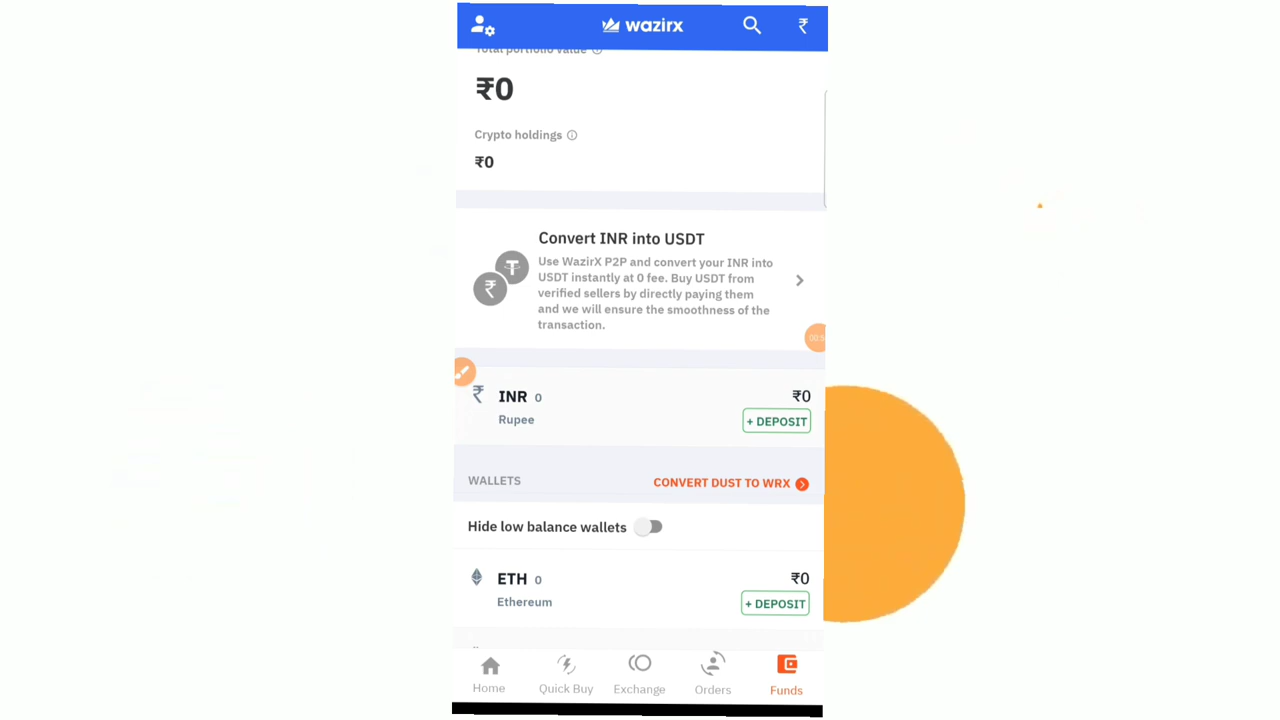 wazirx ₹
Total portfolio value
₹0
Crypto holdings
₹0
Convert INR into USDT
Use WazirX P2P and convert your INR into
USDT instantly at 0 fee. Buy USDT from
verified sellers by directly paying them
and we will ensure the smoothness of the
transaction.
₹ INR 0 ₹0
Rupee + DEPOSIT
WALLETS CONVERT DUST TO WRX
Hide low balance wallets
ETH 0 ₹0
Ethereum + DEPOSIT
Home Quick Buy Exchange Orders Funds